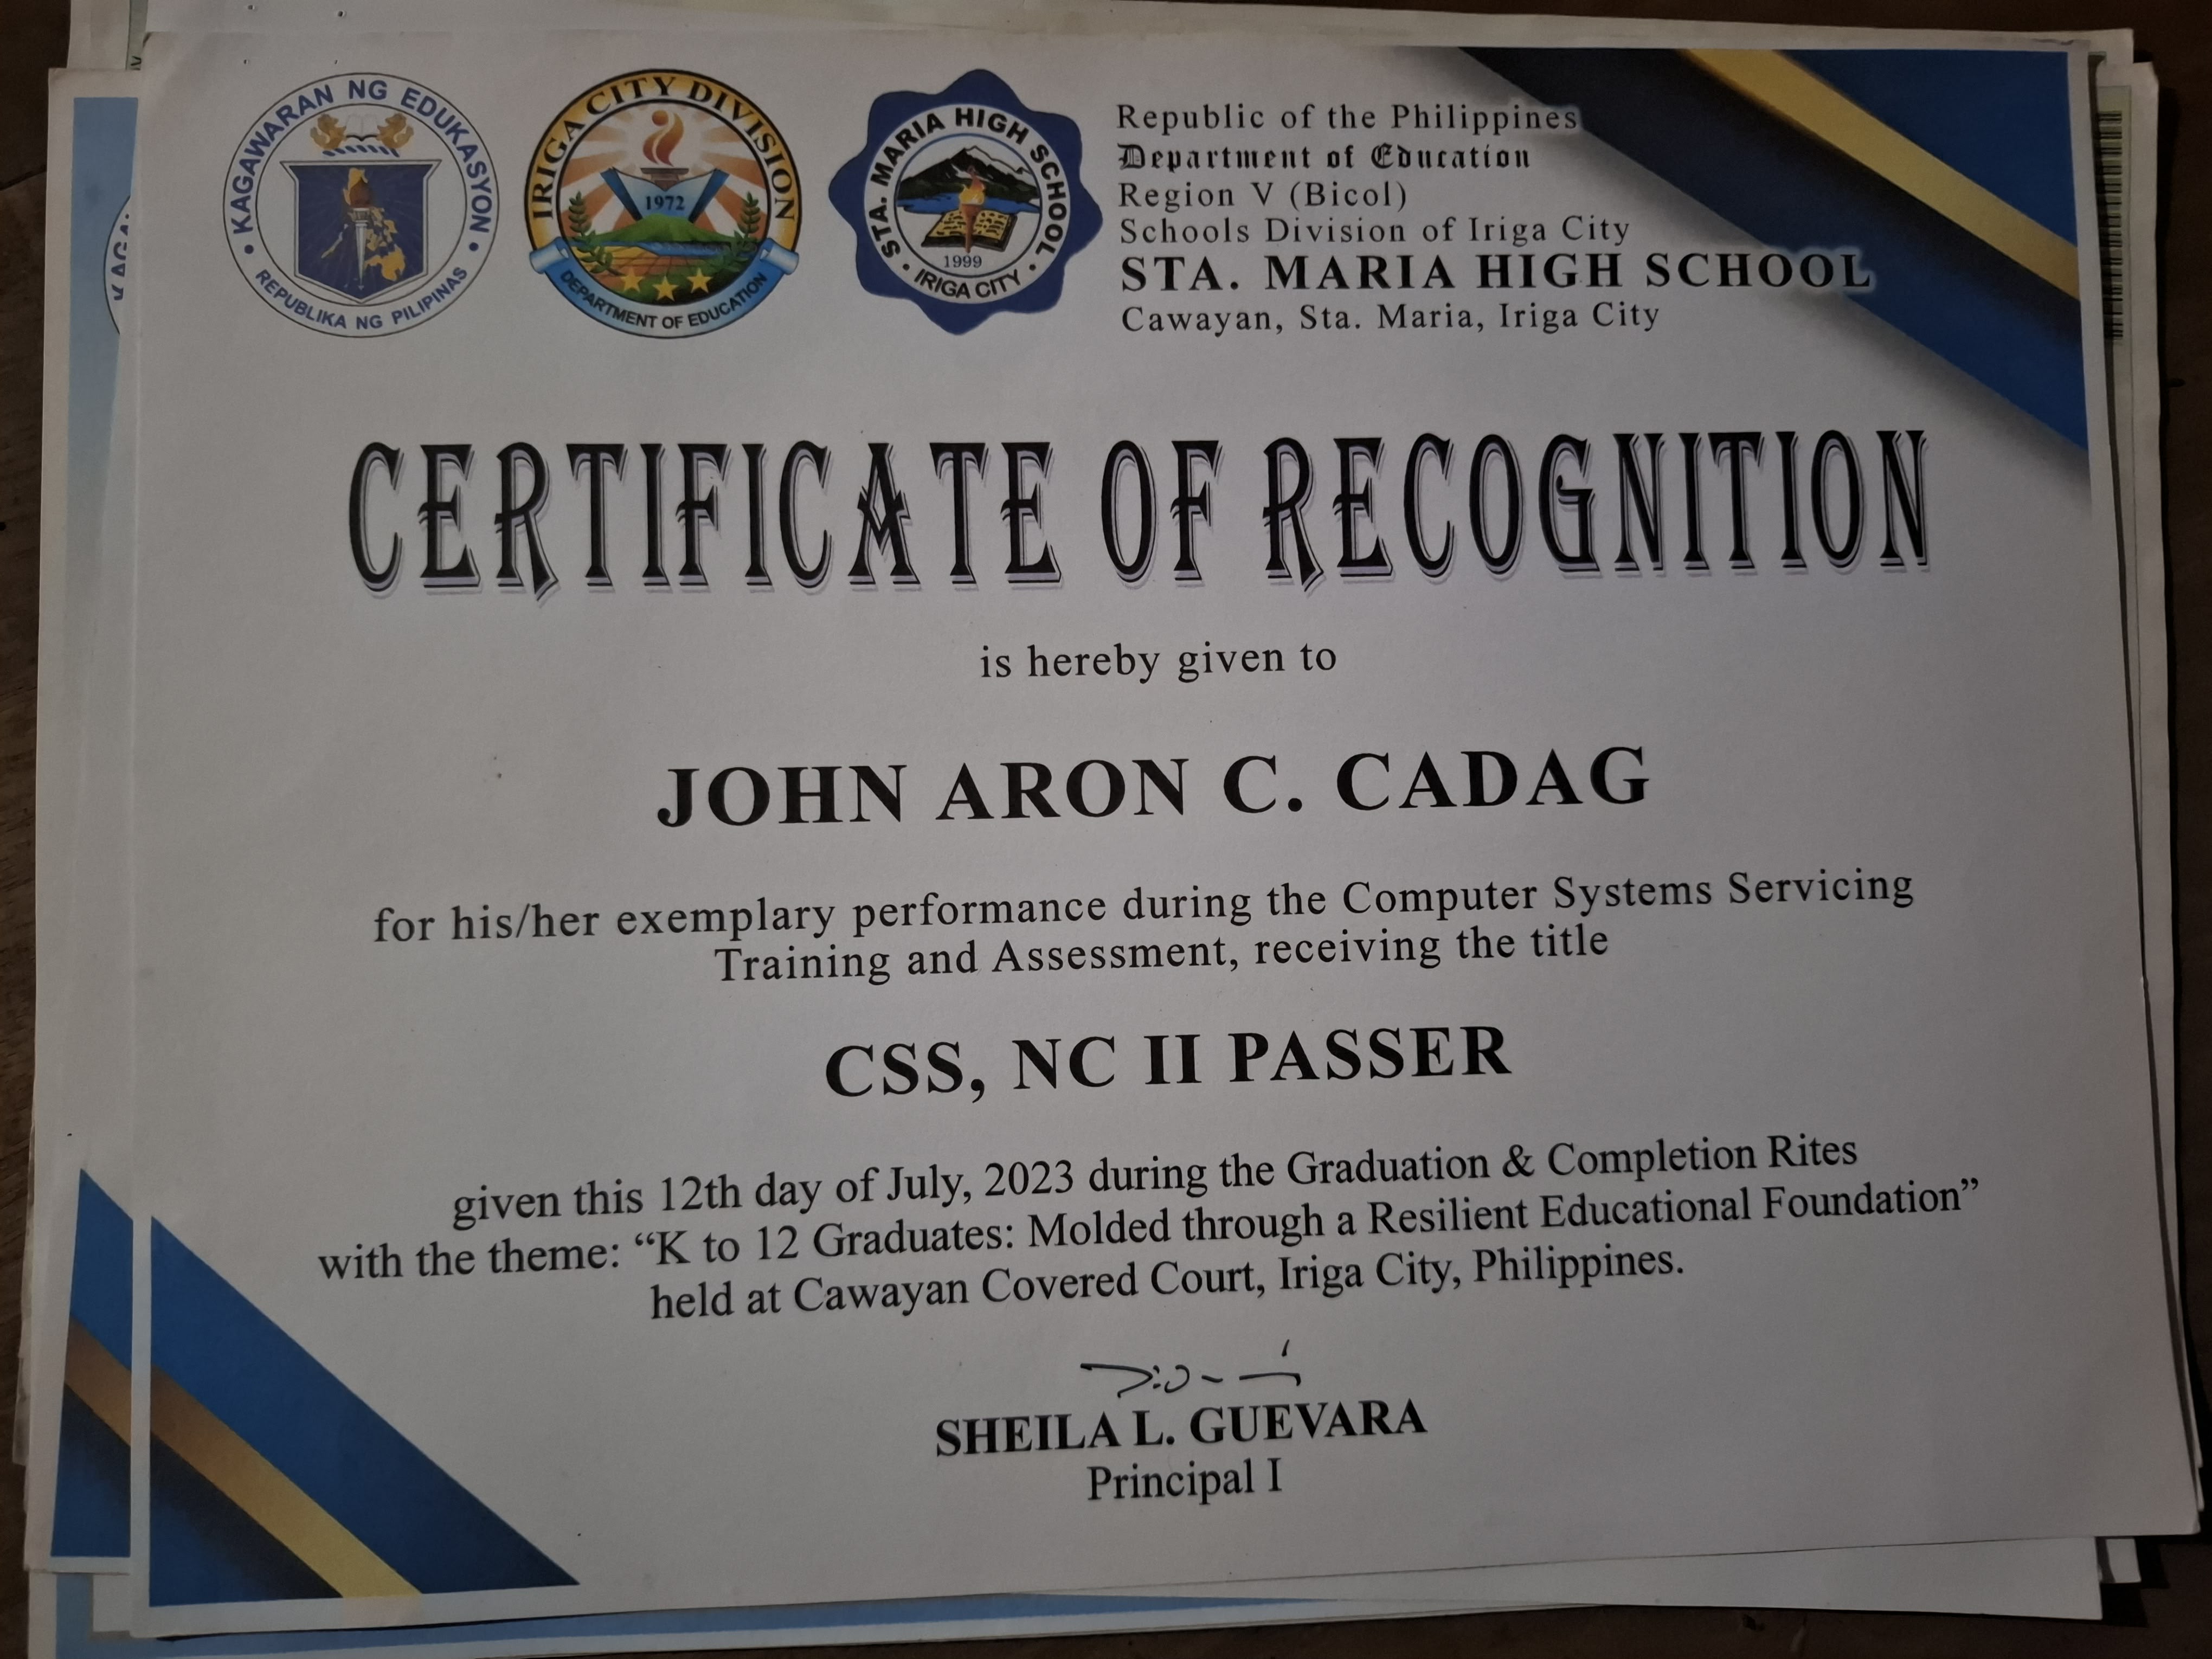 KAGAWARAN NG EDUKASYON
REPUBLIKA NG PILIPINAS
IRIGA CITY DIVISION
1972
DEPARTMENT OF EDUCATION
STA. MARIA HIGH SCHOOL
1999
IRIGA CITY
Republic of the Philippines
Department of Education
Region V (Bicol)
Schools Division of Iriga City
STA. MARIA HIGH SCHOOL
Cawayan, Sta. Maria, Iriga City
CERTIFICATE OF RECOGNITION
is hereby given to
JOHN ARON C. CADAG
for his/her exemplary performance during the Computer Systems Servicing
Training and Assessment, receiving the title
CSS, NC II PASSER
given this 12th day of July, 2023 during the Graduation & Completion Rites
with the theme: “K to 12 Graduates: Molded through a Resilient Educational Foundation”
held at Cawayan Covered Court, Iriga City, Philippines.
SHEILA L. GUEVARA
Principal I